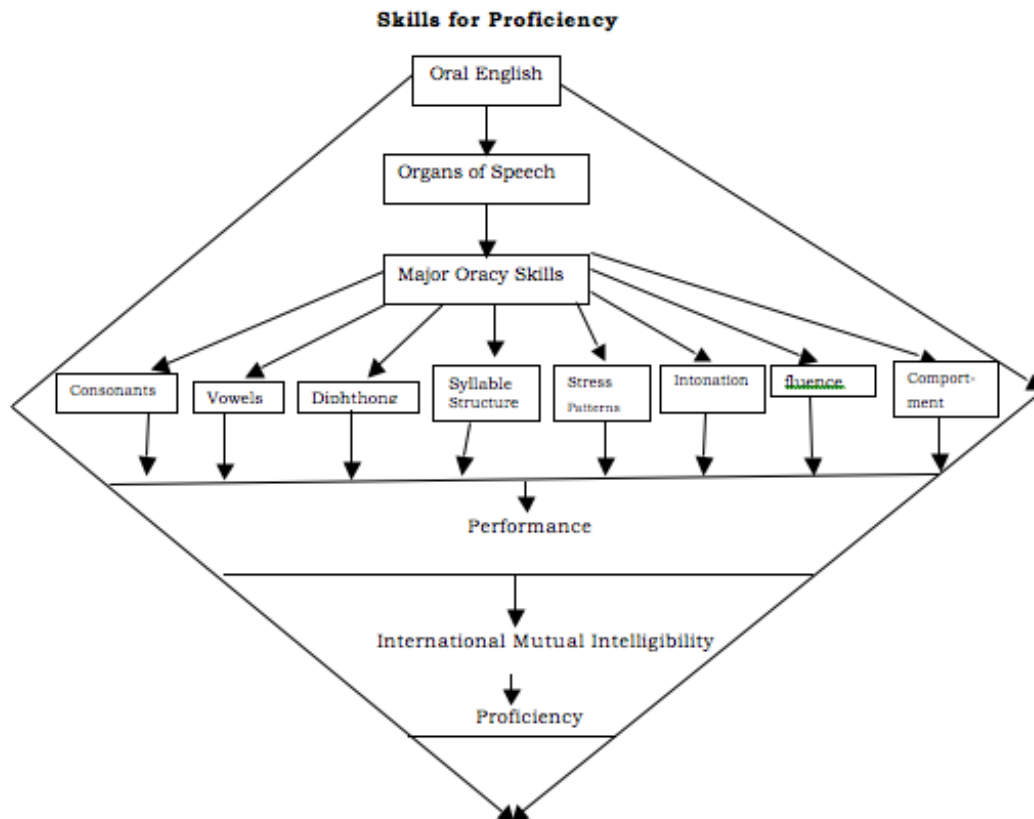 Skills for Proficiency
Oral English
Organs of Speech
Major Oracy Skills
Consonants
Vowels
Diphthong
Syllable
Structure
Stress
Patterns
Intonation
fluence
Comport-
ment
Performance
International Mutual Intelligibility
Proficiency